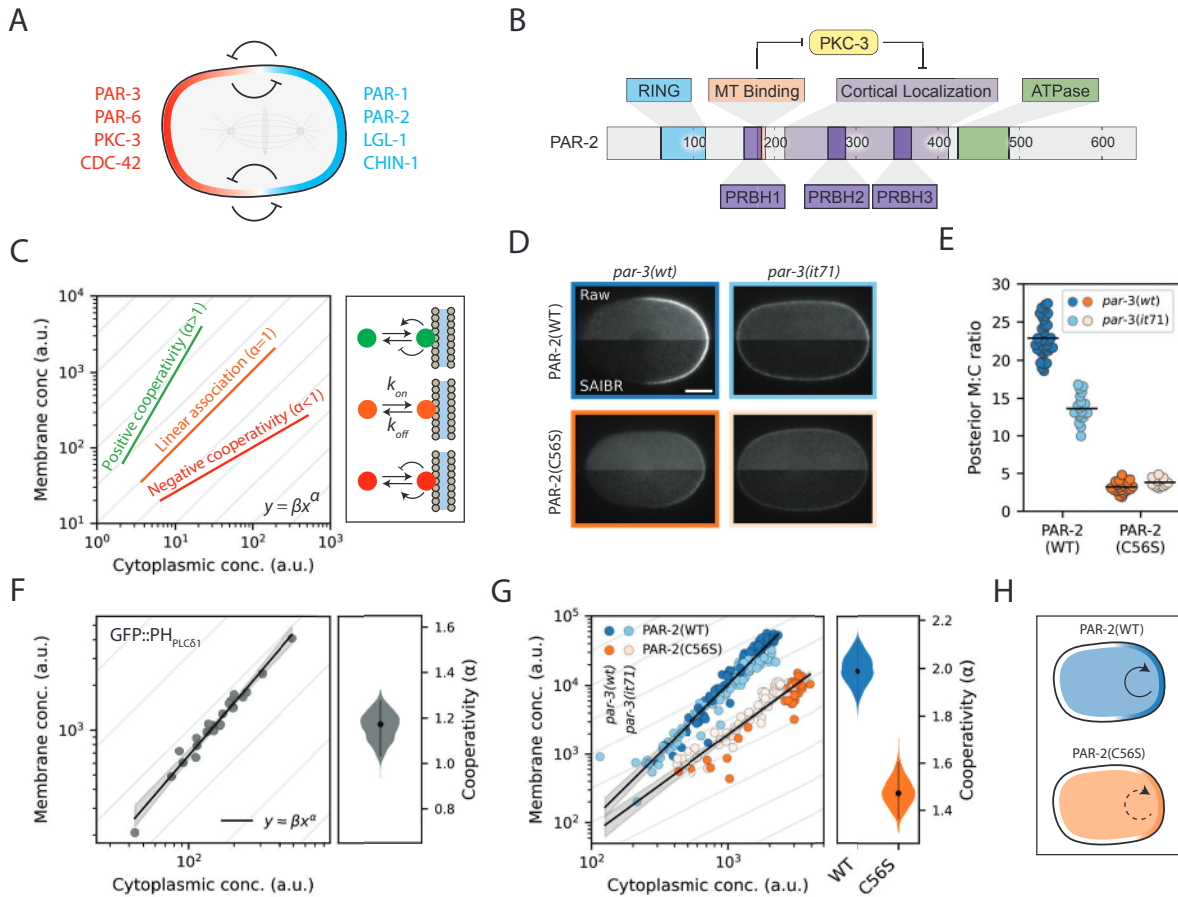 A
PAR-3
PAR-6
PKC-3
CDC-42
PAR-1
PAR-2
LGL-1
CHIN-1
B
PKC-3
RING
MT Binding
Cortical Localization
ATPase
PAR-2
100
200
300
400
500
600
PRBH1
PRBH2
PRBH3
C
Membrane conc (a.u.)
10⁴
10³
10²
10¹
10⁰
10¹
10²
10³
Cytoplasmic conc. (a.u.)
Positive cooperativity (α>1)
Linear association (α=1)
Negative cooperativity (α<1)
y = βx^α
k_on
k_off
D
par-3(wt)
par-3(it71)
PAR-2(WT)
PAR-2(C56S)
Raw
SAIBR
E
Posterior M:C ratio
30
25
20
15
10
5
0
par-3(wt)
par-3(it71)
PAR-2
(WT)
PAR-2
(C56S)
F
GFP::PH_PLCδ1
Membrane conc. (a.u.)
10³
10²
Cytoplasmic conc. (a.u.)
y = βx^α
1.6
1.4
1.2
1.0
0.8
Cooperativity (α)
G
Membrane conc. (a.u.)
10⁵
10⁴
10³
10²
10²
10³
Cytoplasmic conc. (a.u.)
PAR-2(WT)
PAR-2(C56S)
par-3(wt)
par-3(it71)
2.2
2.0
1.8
1.6
1.4
Cooperativity (α)
WT
C56S
H
PAR-2(WT)
PAR-2(C56S)